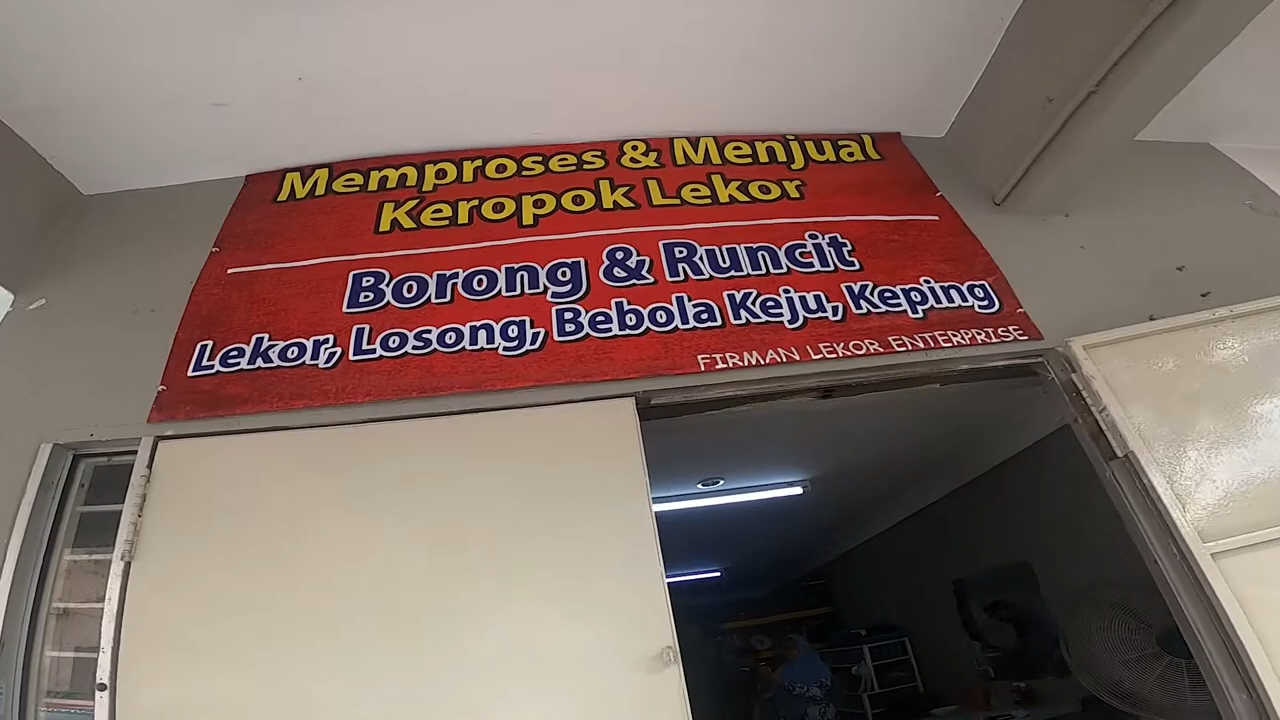 Memproses & Menjual
Keropok Lekor
Borong & Runcit
Lekor, Losong, Bebola Keju, Keping
FIRMAN LEKOR ENTERPRISE